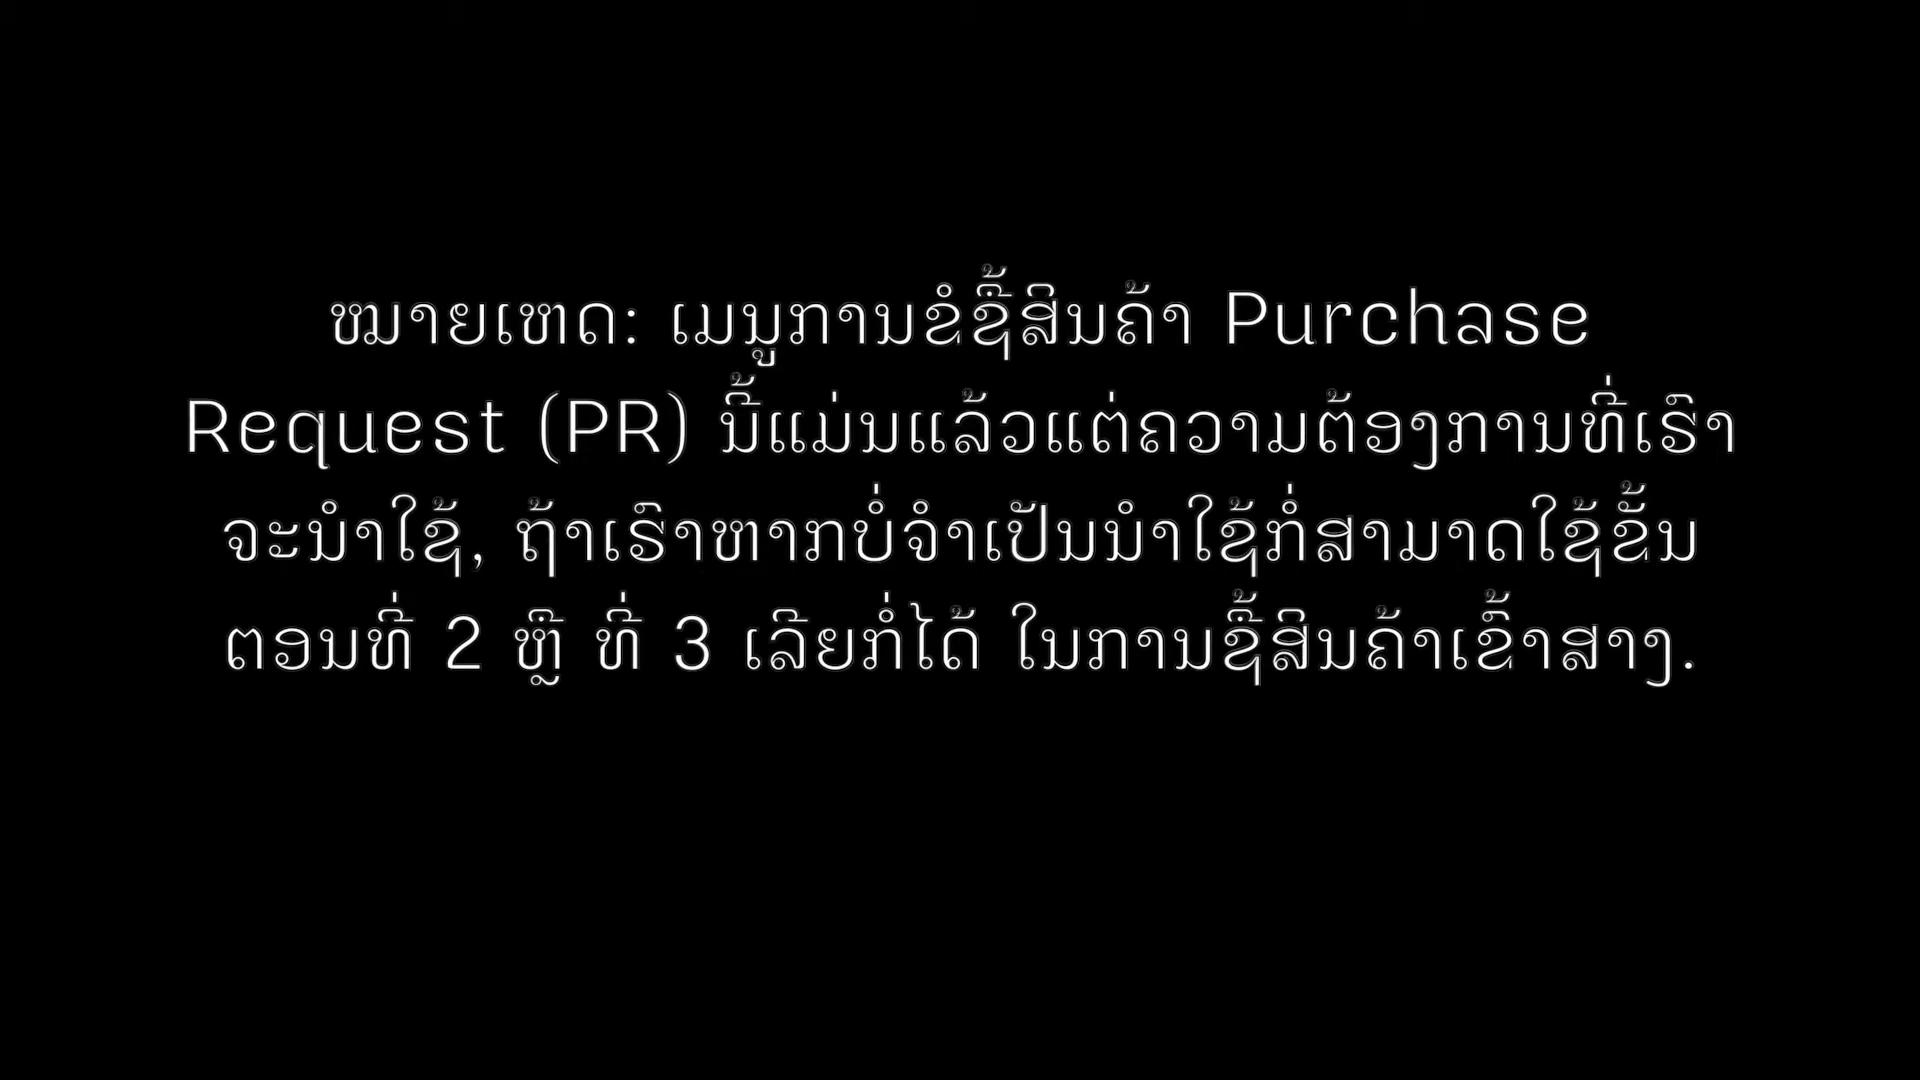 ໝາຍເຫດ: ເມນູການຂໍຊື້ສິນຄ້າ Purchase
Request (PR) ນີ້ແມ່ນແລ້ວແຕ່ຄວາມຕ້ອງການທີ່ເຮົາ
ຈະນຳໃຊ້, ຖ້າເຮົາຫາກບໍ່ຈຳເປັນນຳໃຊ້ກໍ່ສາມາດໃຊ້ຂັ້ນ
ຕອນທີ່ 2 ຫຼື ທີ່ 3 ເລີຍກໍ່ໄດ້ ໃນການຊື້ສິນຄ້າເຂົ້າສາງ.